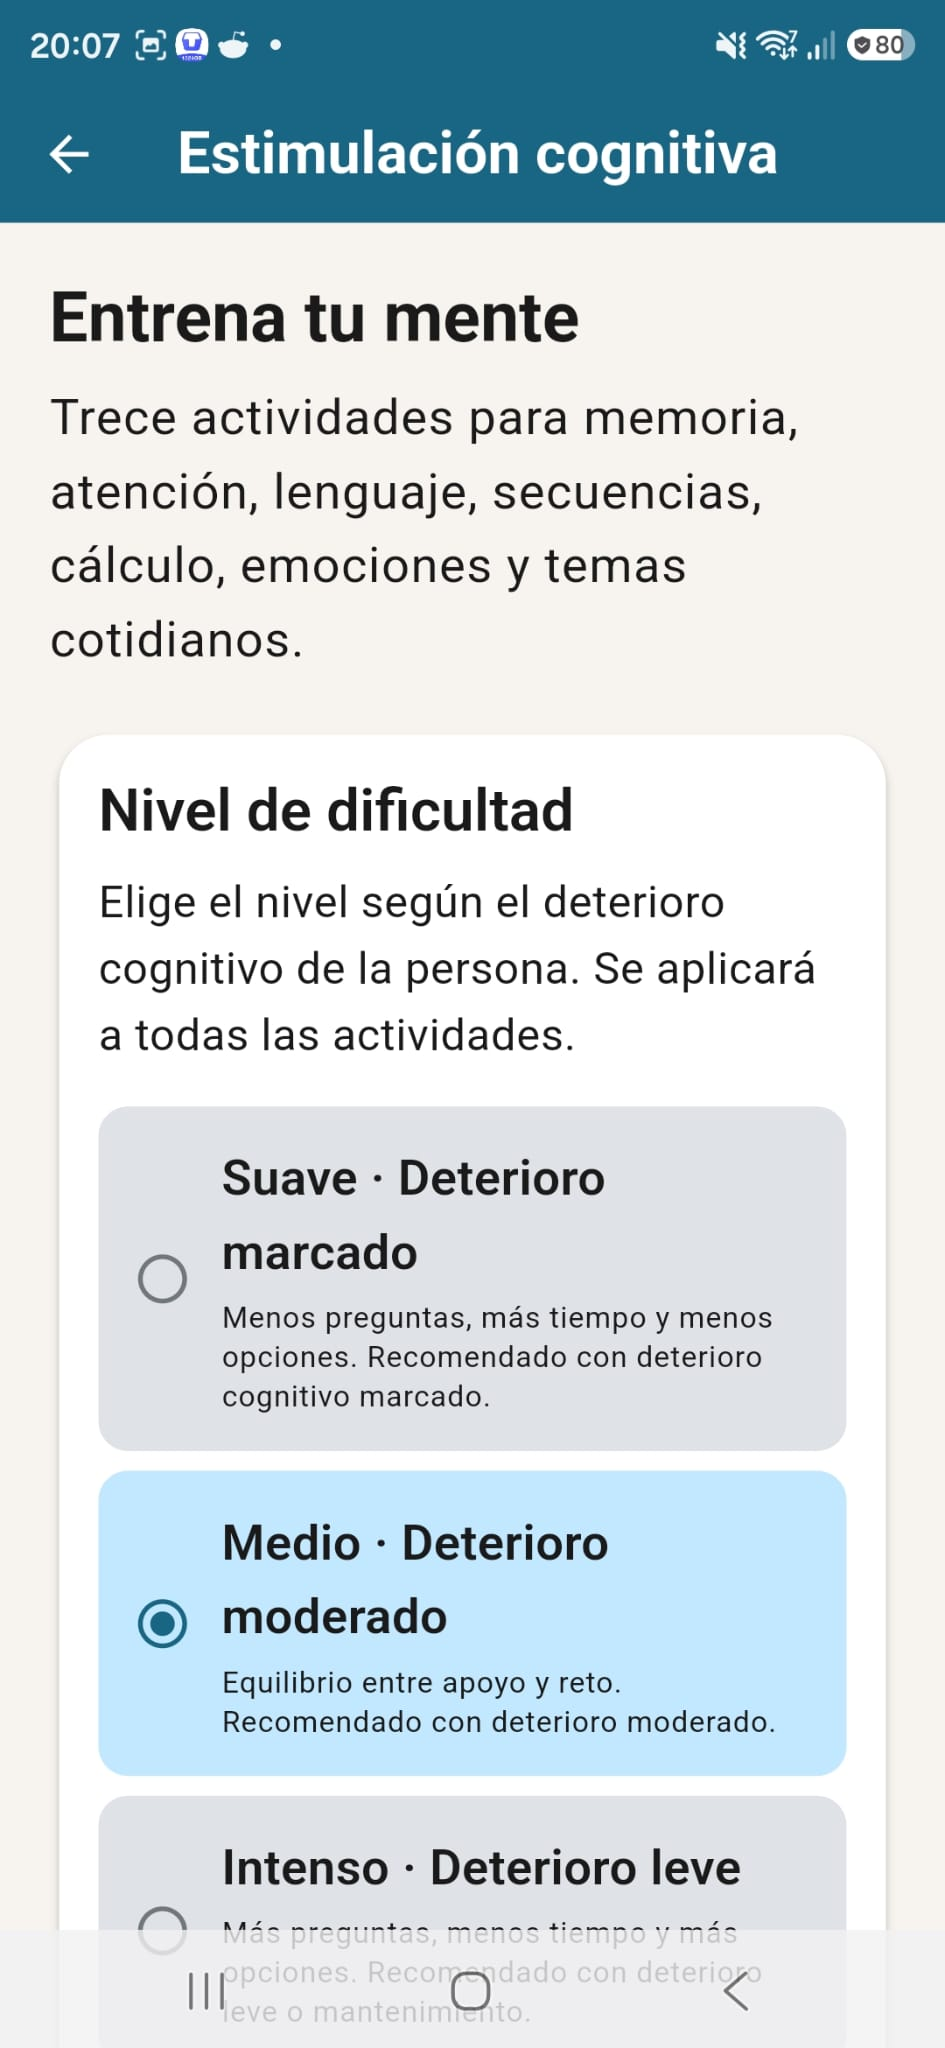 20:07
7
80
Estimulación cognitiva
Entrena tu mente
Trece actividades para memoria,
atención, lenguaje, secuencias,
cálculo, emociones y temas
cotidianos.
Nivel de dificultad
Elige el nivel según el deterioro
cognitivo de la persona. Se aplicará
a todas las actividades.
Suave · Deterioro
marcado
Menos preguntas, más tiempo y menos
opciones. Recomendado con deterioro
cognitivo marcado.
Medio · Deterioro
moderado
Equilibrio entre apoyo y reto.
Recomendado con deterioro moderado.
Intenso · Deterioro leve
Más preguntas, menos tiempo y más
opciones. Recomendado con deterioro
leve o mantenimiento.